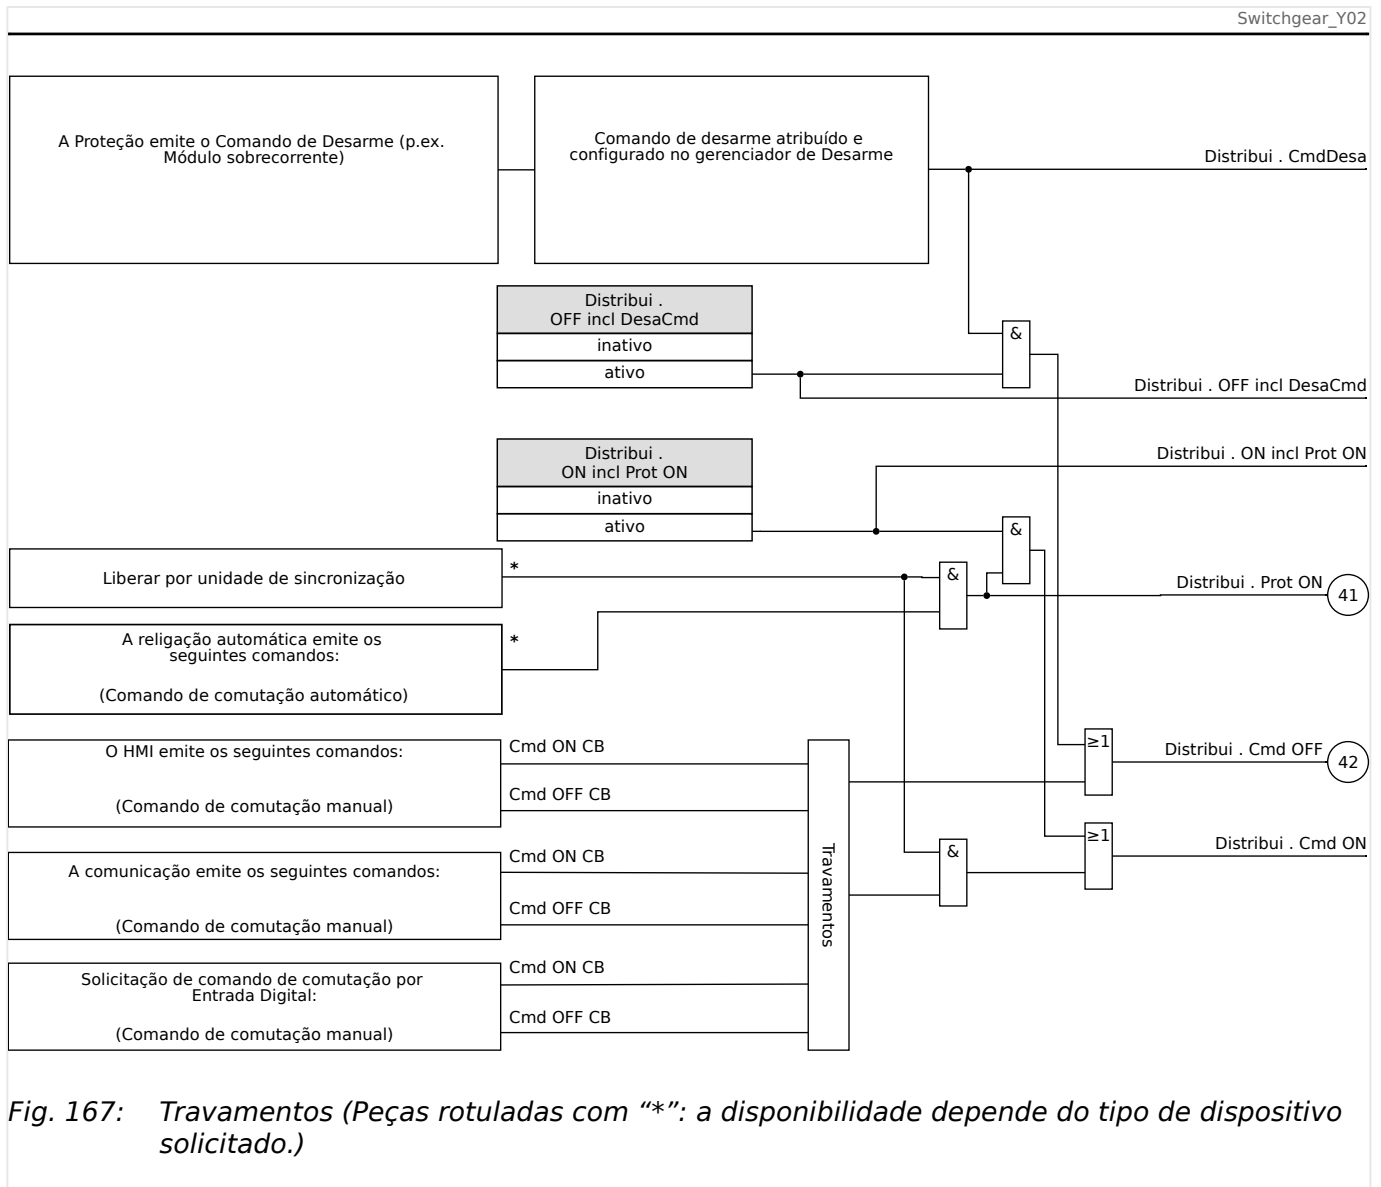 Switchgear_Y02
A Proteção emite o Comando de Desarme (p.ex.
Módulo sobrecorrente)
Comando de desarme atribuído e
configurado no gerenciador de Desarme
Distribui . CmdDesa
Distribui .
OFF incl DesaCmd
inativo
ativo
&
Distribui . OFF incl DesaCmd
Distribui .
ON incl Prot ON
inativo
ativo
Distribui . ON incl Prot ON
&
Liberar por unidade de sincronização
*
&
Distribui . Prot ON
41
A religação automática emite os
seguintes comandos:
(Comando de comutação automático)
*
O HMI emite os seguintes comandos:
(Comando de comutação manual)
Cmd ON CB
Cmd OFF CB
≥1
Distribui . Cmd OFF
42
A comunicação emite os seguintes comandos:
(Comando de comutação manual)
Cmd ON CB
Cmd OFF CB
Travamentos
&
≥1
Distribui . Cmd ON
Solicitação de comando de comutação por
Entrada Digital:
(Comando de comutação manual)
Cmd ON CB
Cmd OFF CB
Fig. 167: Travamentos (Peças rotuladas com “*”: a disponibilidade depende do tipo de dispositivo
solicitado.)